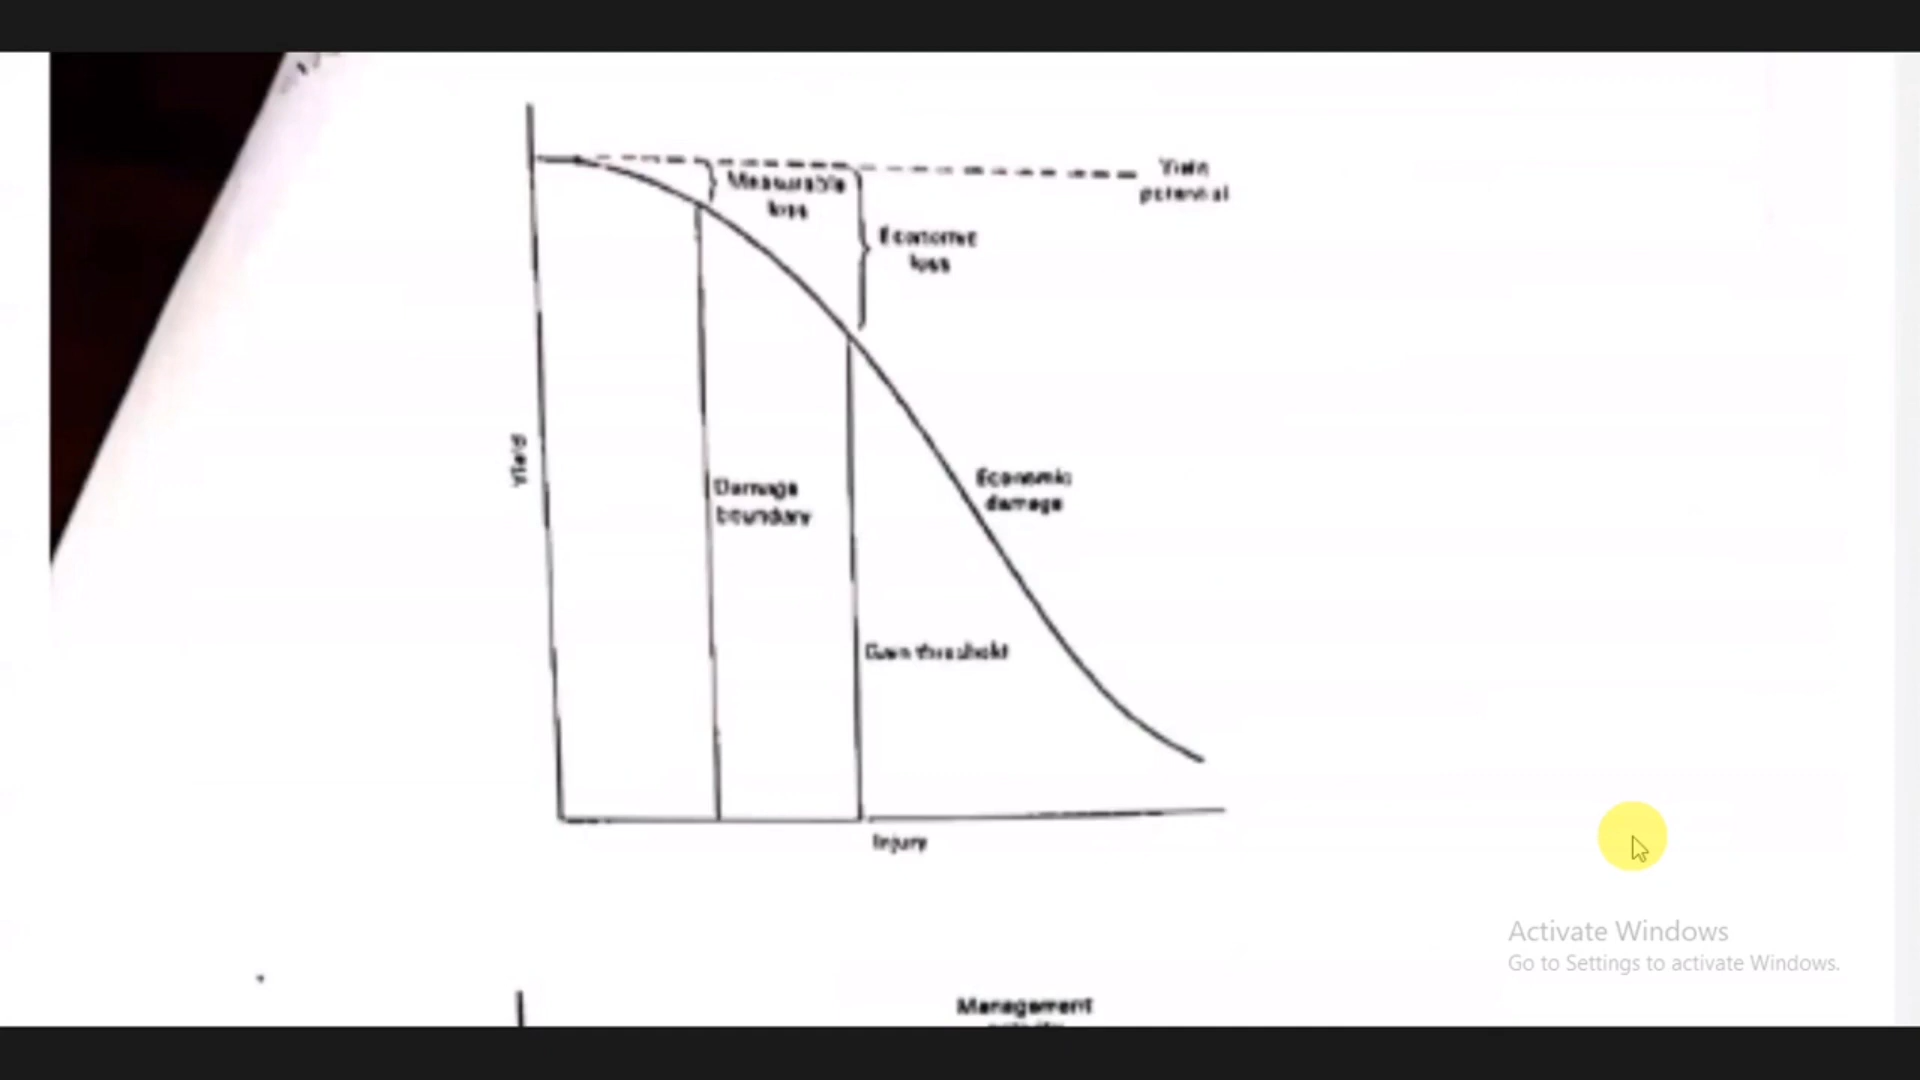 Yield
potential
Measurable
loss
Economic
loss
Yield
Economic
damage
Damage
boundary
Gain threshold
Injury
Activate Windows
Go to Settings to activate Windows.
Management